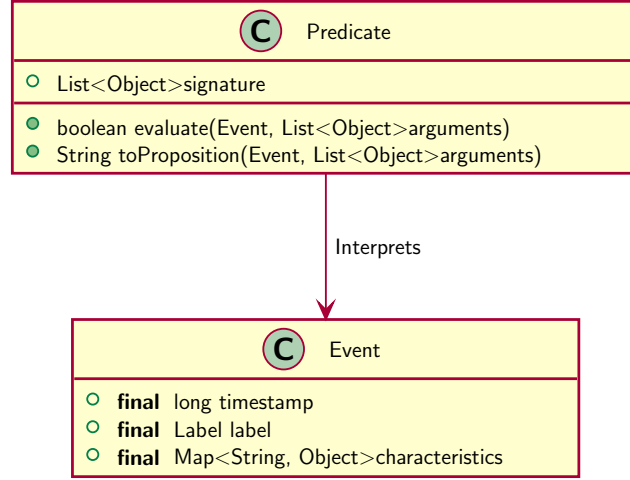 C Predicate
List<Object>signature
boolean evaluate(Event, List<Object>arguments)
String toProposition(Event, List<Object>arguments)
Interprets
C Event
final long timestamp
final Label label
final Map<String, Object>characteristics